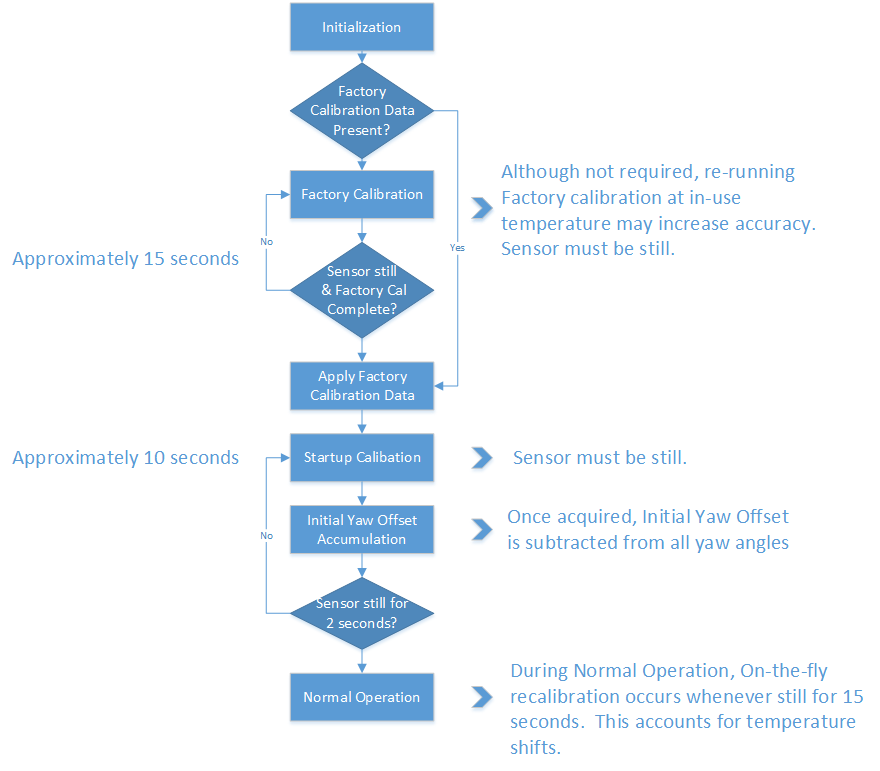 Initialization
Factory
Calibration Data
Present?
Factory Calibration
Although not required, re-running
Factory calibration at in-use
temperature may increase accuracy.
Sensor must be still.
No
Yes
Approximately 15 seconds
Sensor still
& Factory Cal
Complete?
Apply Factory
Calibration Data
Approximately 10 seconds
Startup Calibation
Sensor must be still.
Initial Yaw Offset
Accumulation
Once acquired, Initial Yaw Offset
is subtracted from all yaw angles
No
Sensor still for
2 seconds?
Normal Operation
During Normal Operation, On-the-fly
recalibration occurs whenever still for 15
seconds.  This accounts for temperature
shifts.